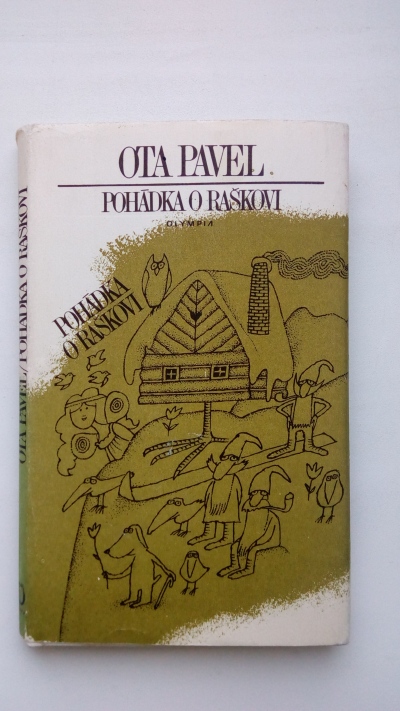 OTA PAVEL
POHÁDKA O RAŠKOVI
OLYMPIA
POHÁDKA
O RAŠKOVI
OTA PAVEL/POHÁDKA O RAŠKOVI